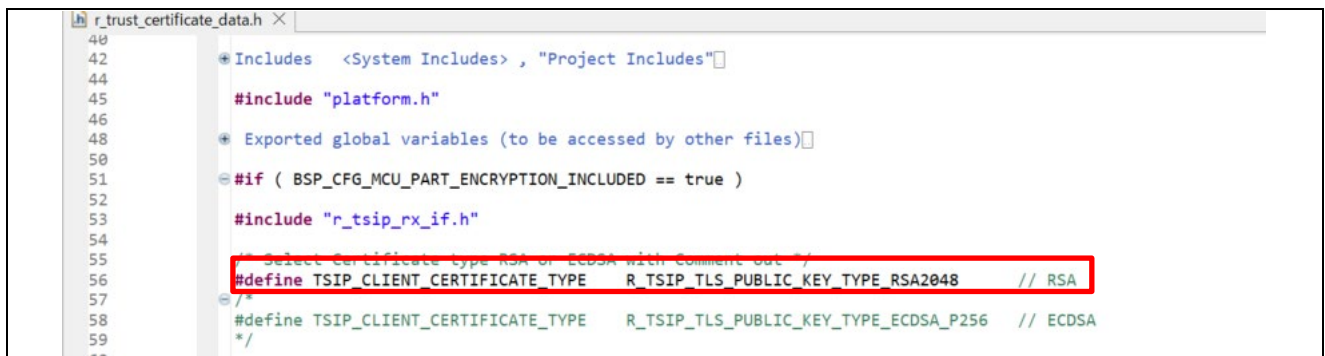 r_trust_certificate_data.h
40
42 Includes <System Includes> , "Project Includes"
44
45 #include "platform.h"
46
48 Exported global variables (to be accessed by other files)
50
51 #if ( BSP_CFG_MCU_PART_ENCRYPTION_INCLUDED == true )
52
53 #include "r_tsip_rx_if.h"
54
55 /* Select Certificate type RSA or ECDSA with Comment out */
56 #define TSIP_CLIENT_CERTIFICATE_TYPE R_TSIP_TLS_PUBLIC_KEY_TYPE_RSA2048 // RSA
57 /*
58 #define TSIP_CLIENT_CERTIFICATE_TYPE R_TSIP_TLS_PUBLIC_KEY_TYPE_ECDSA_P256 // ECDSA
59 */